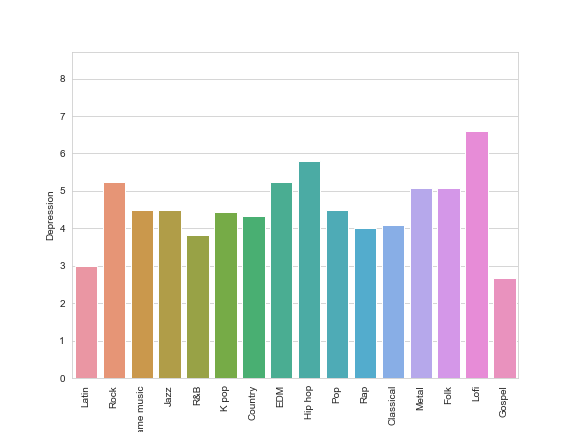 8
7
6
5
4
3
2
1
0
Depression
Latin
Rock
ame music
Jazz
R&B
K pop
Country
EDM
Hip hop
Pop
Rap
Classical
Metal
Folk
Lofi
Gospel